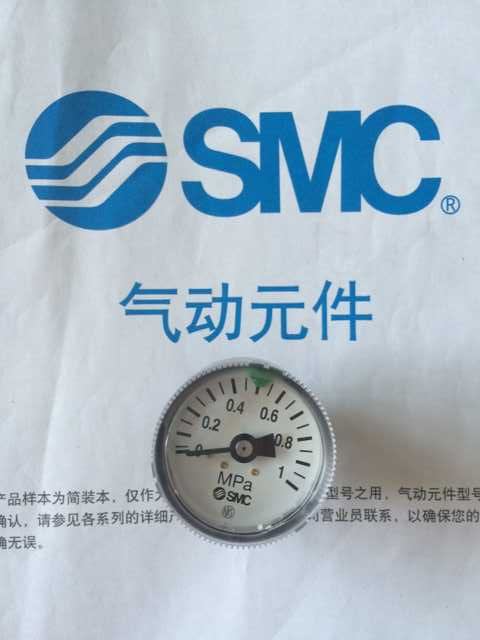 SMC®
气动元件
0
0.2
0.4
0.6
0.8
1
MPa
SMC
产品样本为简装本，仅作为
型号之用，气动元件型号
确认，请参见各系列的详细
营业员联系，以确保您的
确无误。